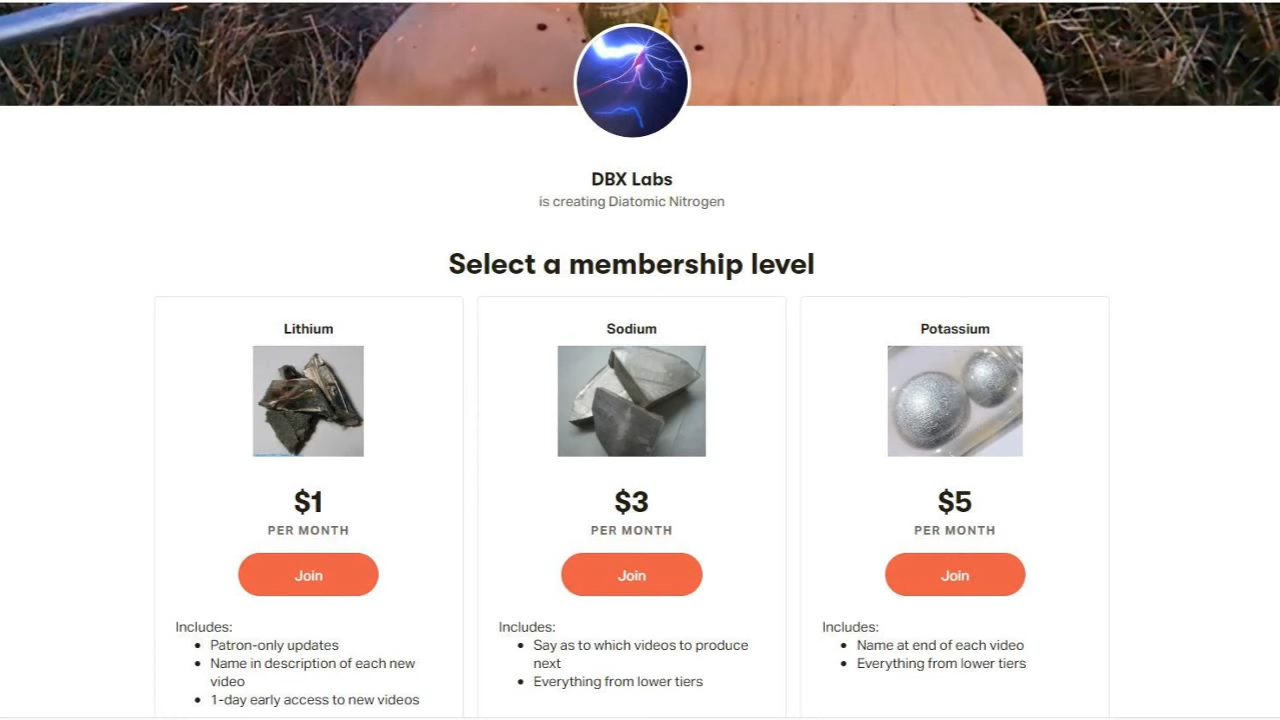 DBX Labs
is creating Diatomic Nitrogen
Select a membership level
Lithium
$1
PER MONTH
Join
Includes:
• Patron-only updates
• Name in description of each new
video
• 1-day early access to new videos
Sodium
$3
PER MONTH
Join
Includes:
• Say as to which videos to produce
next
• Everything from lower tiers
Potassium
$5
PER MONTH
Join
Includes:
• Name at end of each video
• Everything from lower tiers